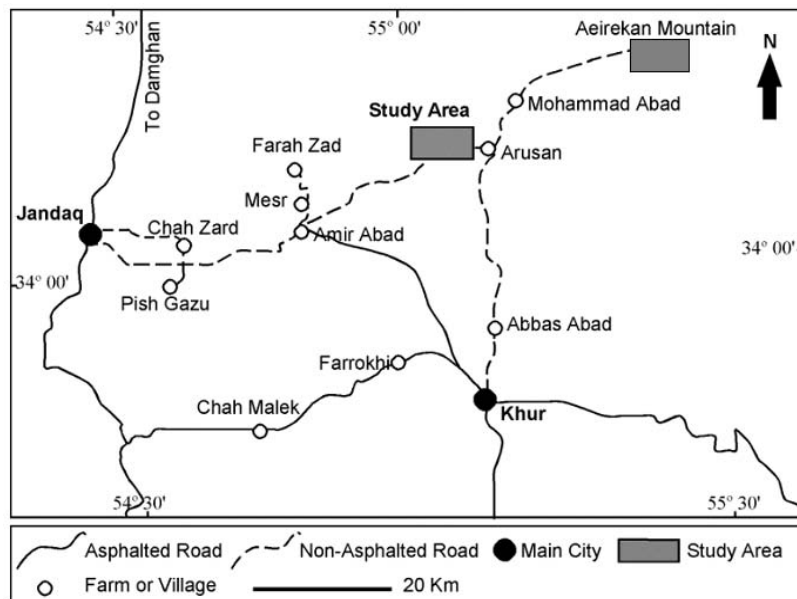 54° 30'
55° 00'
Aeirekan Mountain
N
To Damghan
Mohammad Abad
Study Area
Farah Zad
Arusan
Mesr
Jandaq
Chah Zard
Amir Abad
34° 00'
34° 00'
Pish Gazu
Abbas Abad
Farrokhi
Chah Malek
Khur
54° 30'
55° 30'
Asphalted Road
Non-Asphalted Road
Main City
Study Area
Farm or Village
20 Km